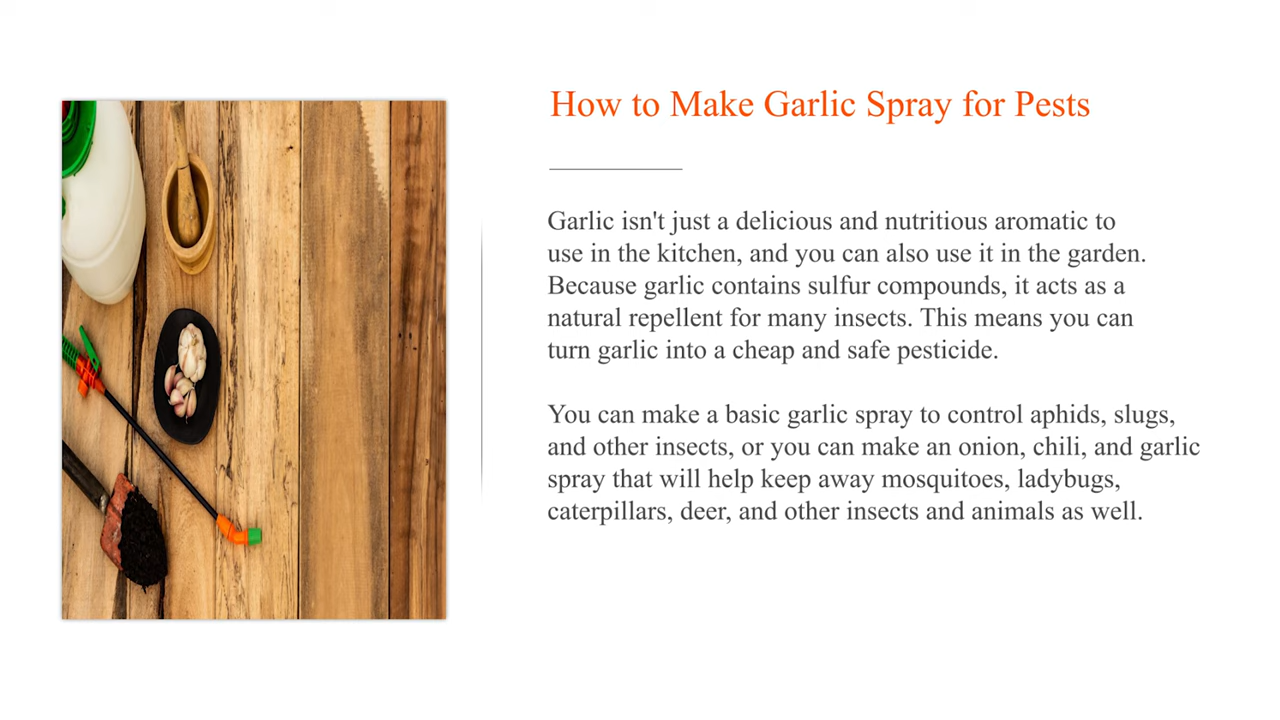 How to Make Garlic Spray for Pests
Garlic isn't just a delicious and nutritious aromatic to
use in the kitchen, and you can also use it in the garden.
Because garlic contains sulfur compounds, it acts as a
natural repellent for many insects. This means you can
turn garlic into a cheap and safe pesticide.
You can make a basic garlic spray to control aphids, slugs,
and other insects, or you can make an onion, chili, and garlic
spray that will help keep away mosquitoes, ladybugs,
caterpillars, deer, and other insects and animals as well.